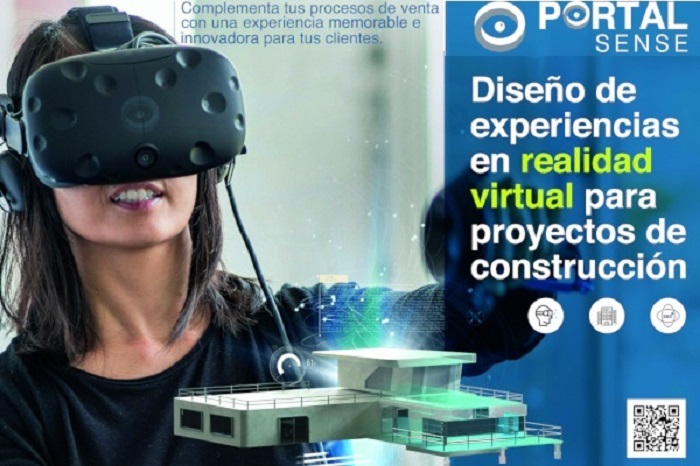 Complementa tus procesos de venta
con una experiencia memorable e
innovadora para tus clientes.
PORTAL
SENSE
Diseño de
experiencias
en realidad
virtual para
proyectos de
construcción